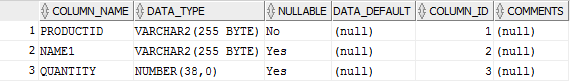 COLUMN_NAME DATA_TYPE NULLABLE DATA_DEFAULT COLUMN_ID COMMENTS
1 PRODUCTID VARCHAR2(255 BYTE) No (null) 1 (null)
2 NAME1 VARCHAR2(255 BYTE) Yes (null) 2 (null)
3 QUANTITY NUMBER(38,0) Yes (null) 3 (null)